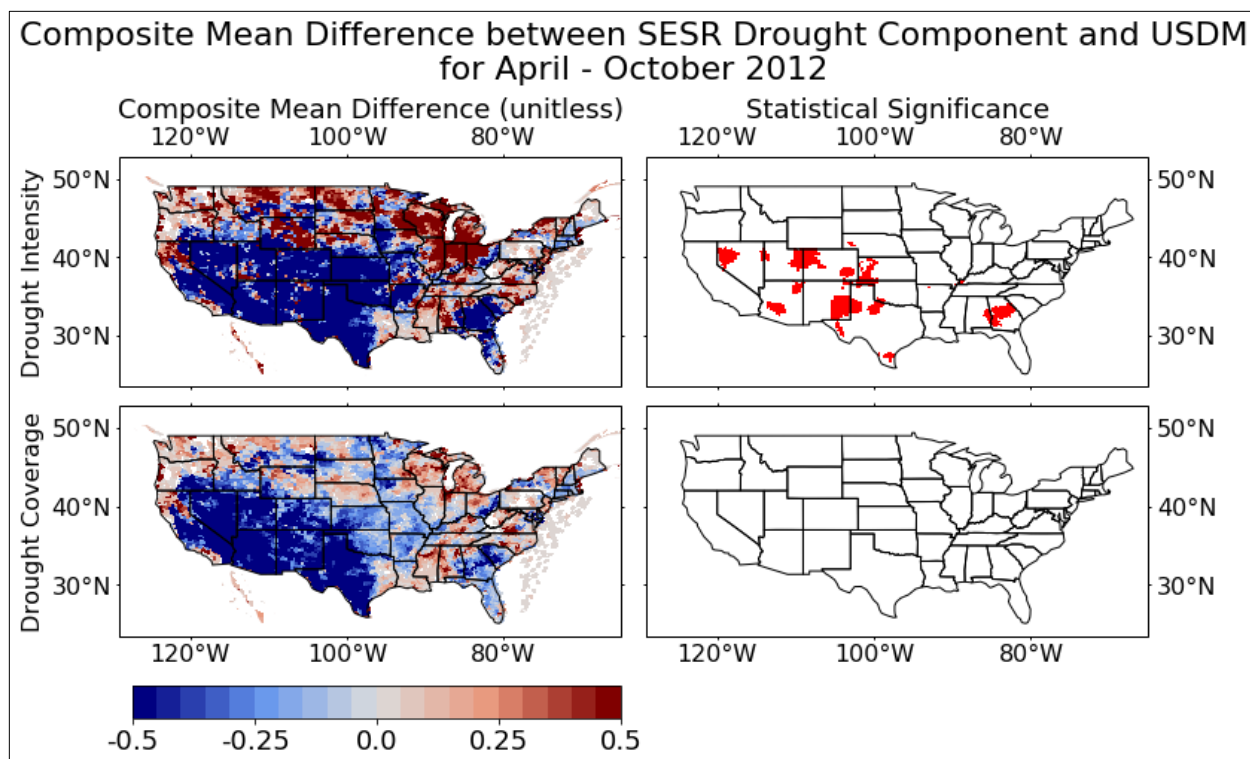 Composite Mean Difference between SESR Drought Component and USDM
for April - October 2012
Composite Mean Difference (unitless)
Statistical Significance
120°W 100°W 80°W
120°W 100°W 80°W
Drought Intensity
50°N
40°N
30°N
50°N
40°N
30°N
Drought Coverage
50°N
40°N
30°N
50°N
40°N
30°N
120°W 100°W 80°W
120°W 100°W 80°W
-0.5 -0.25 0.0 0.25 0.5